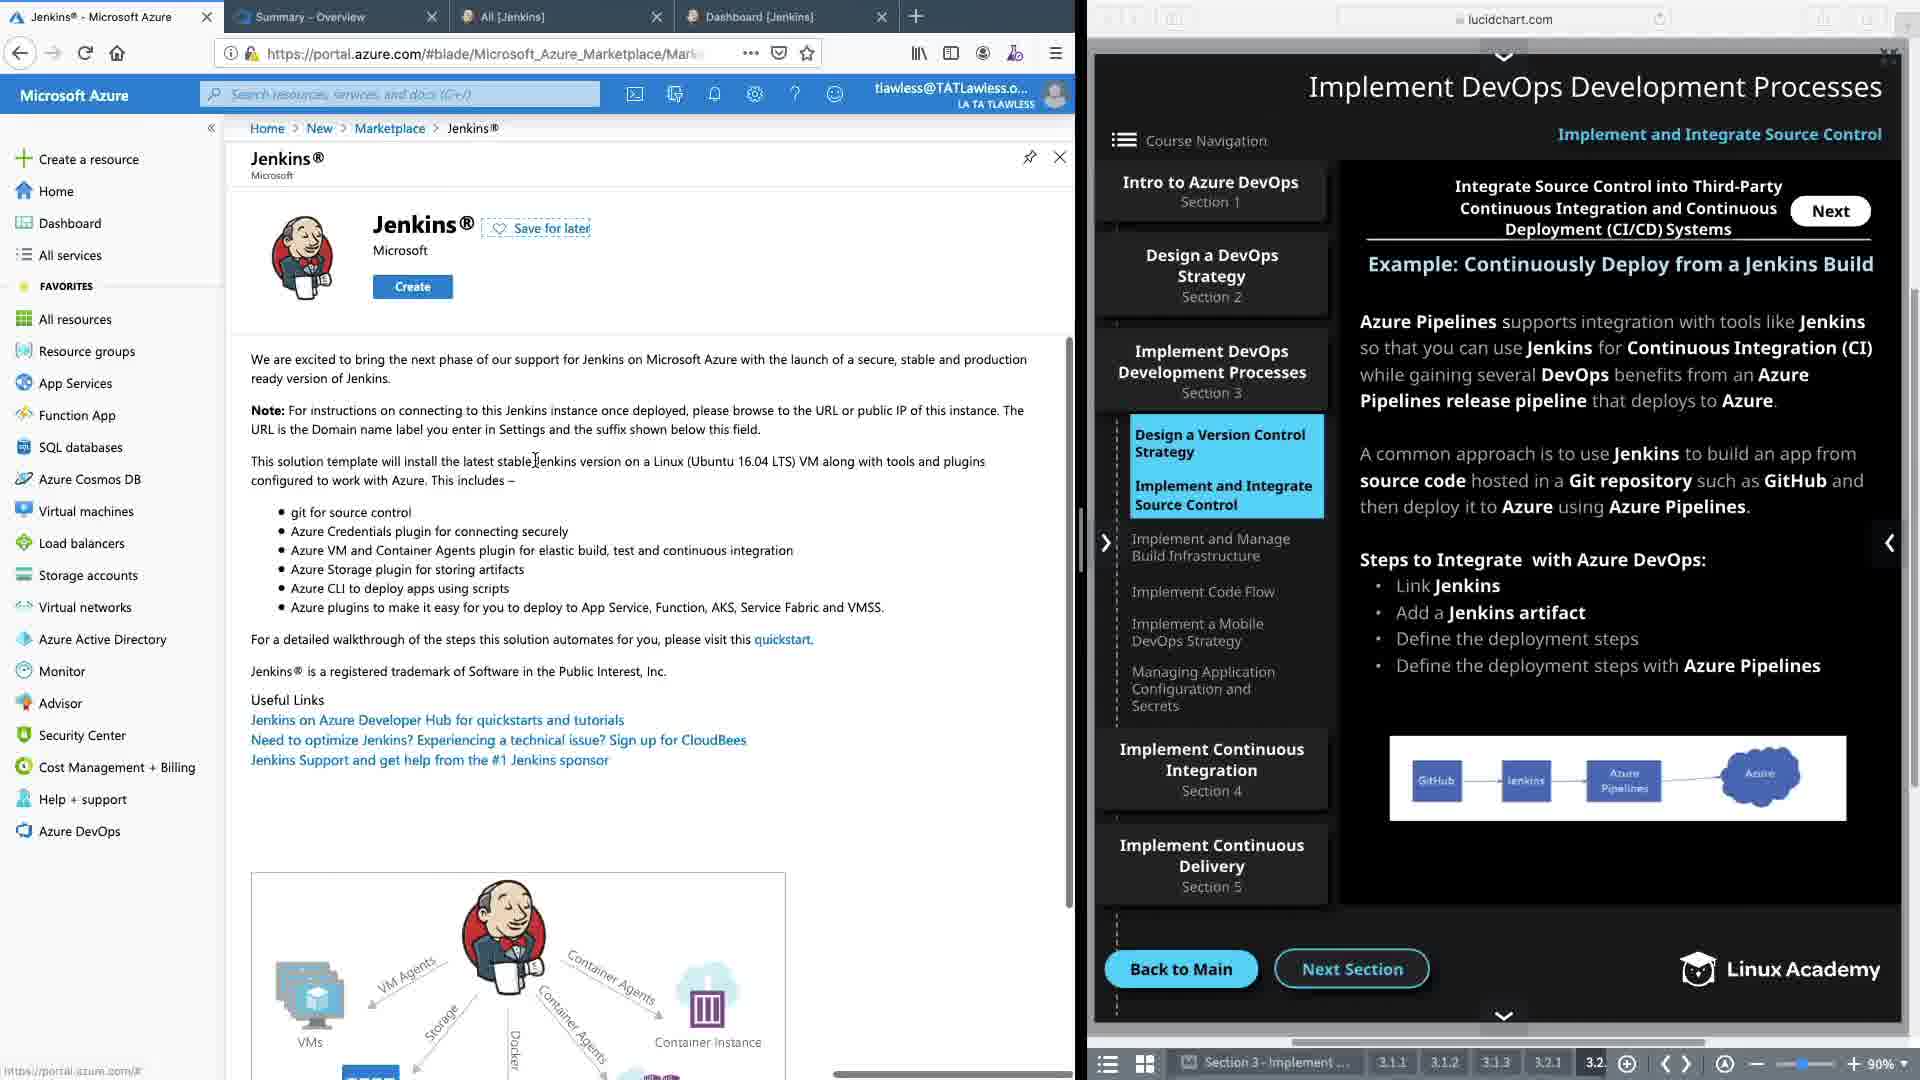 Jenkins® - Microsoft Azure
Summary - Overview
All [Jenkins]
Dashboard [Jenkins]
https://portal.azure.com/#blade/Microsoft_Azure_Marketplace/Mark
Microsoft Azure
Search resources, services, and docs (G+/)
tlawless@TATLawless.o...
LA TA TLAWLESS
Home > New > Marketplace > Jenkins®
Jenkins®
Microsoft
Jenkins®
Save for later
Microsoft
Create
Create a resource
Home
Dashboard
All services
FAVORITES
All resources
Resource groups
App Services
Function App
SQL databases
Azure Cosmos DB
Virtual machines
Load balancers
Storage accounts
Virtual networks
Azure Active Directory
Monitor
Advisor
Security Center
Cost Management + Billing
Help + support
Azure DevOps
https://portal.azure.com/#
We are excited to bring the next phase of our support for Jenkins on Microsoft Azure with the launch of a secure, stable and production
ready version of Jenkins.
Note: For instructions on connecting to this Jenkins instance once deployed, please browse to the URL or public IP of this instance. The
URL is the Domain name label you enter in Settings and the suffix shown below this field.
This solution template will install the latest stable Jenkins version on a Linux (Ubuntu 16.04 LTS) VM along with tools and plugins
configured to work with Azure. This includes –
• git for source control
• Azure Credentials plugin for connecting securely
• Azure VM and Container Agents plugin for elastic build, test and continuous integration
• Azure Storage plugin for storing artifacts
• Azure CLI to deploy apps using scripts
• Azure plugins to make it easy for you to deploy to App Service, Function, AKS, Service Fabric and VMSS.
For a detailed walkthrough of the steps this solution automates for you, please visit this quickstart.
Jenkins® is a registered trademark of Software in the Public Interest, Inc.
Useful Links
Jenkins on Azure Developer Hub for quickstarts and tutorials
Need to optimize Jenkins? Experiencing a technical issue? Sign up for CloudBees
Jenkins Support and get help from the #1 Jenkins sponsor
VM Agents
Container Agents
Storage
Docker
Container Agents
VMs
Container Instance
lucidchart.com
Implement DevOps Development Processes
Course Navigation
Implement and Integrate Source Control
Intro to Azure DevOps
Section 1
Design a DevOps
Strategy
Section 2
Implement DevOps
Development Processes
Section 3
Design a Version Control
Strategy
Implement and Integrate
Source Control
Implement and Manage
Build Infrastructure
Implement Code Flow
Implement a Mobile
DevOps Strategy
Managing Application
Configuration and
Secrets
Implement Continuous
Integration
Section 4
Implement Continuous
Delivery
Section 5
Integrate Source Control into Third-Party
Continuous Integration and Continuous
Deployment (CI/CD) Systems
Next
Example: Continuously Deploy from a Jenkins Build
Azure Pipelines supports integration with tools like Jenkins
so that you can use Jenkins for Continuous Integration (CI)
while gaining several DevOps benefits from an Azure
Pipelines release pipeline that deploys to Azure.
A common approach is to use Jenkins to build an app from
source code hosted in a Git repository such as GitHub and
then deploy it to Azure using Azure Pipelines.
Steps to Integrate with Azure DevOps:
• Link Jenkins
• Add a Jenkins artifact
• Define the deployment steps
• Define the deployment steps with Azure Pipelines
GitHub
Jenkins
Azure
Pipelines
Azure
Back to Main
Next Section
Linux Academy
Section 3 - Implement ...
3.1.1
3.1.2
3.1.3
3.2.1
3.2.
90%